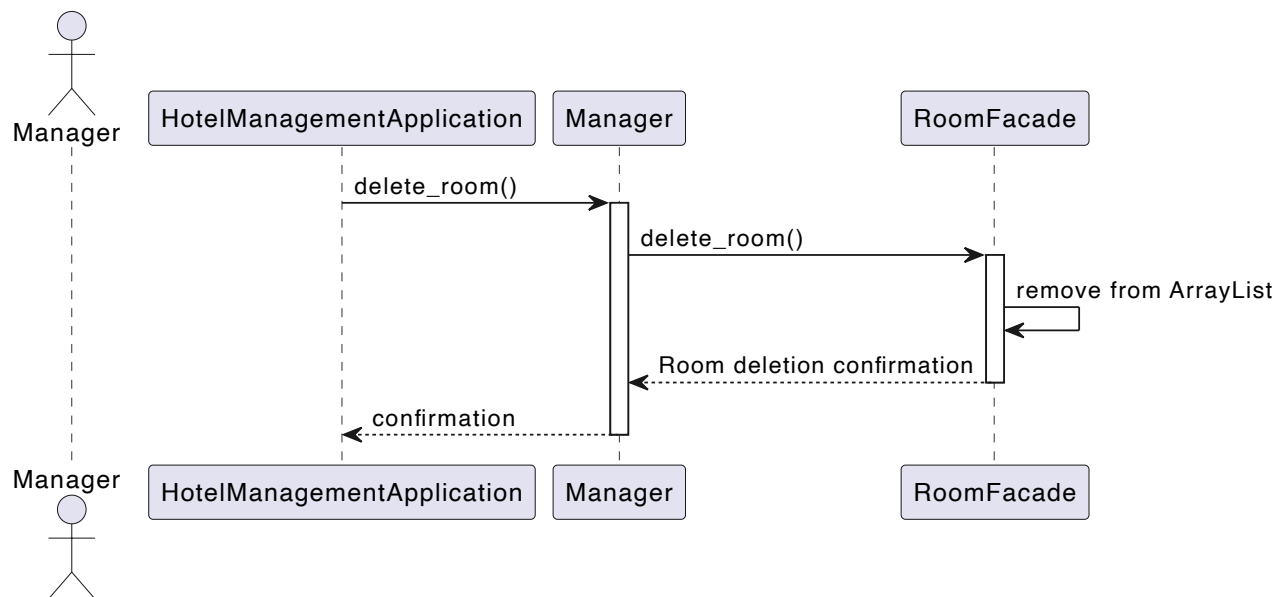 Manager
HotelManagementApplication
Manager
RoomFacade
delete_room()
delete_room()
remove from ArrayList
Room deletion confirmation
confirmation
Manager
HotelManagementApplication
Manager
RoomFacade